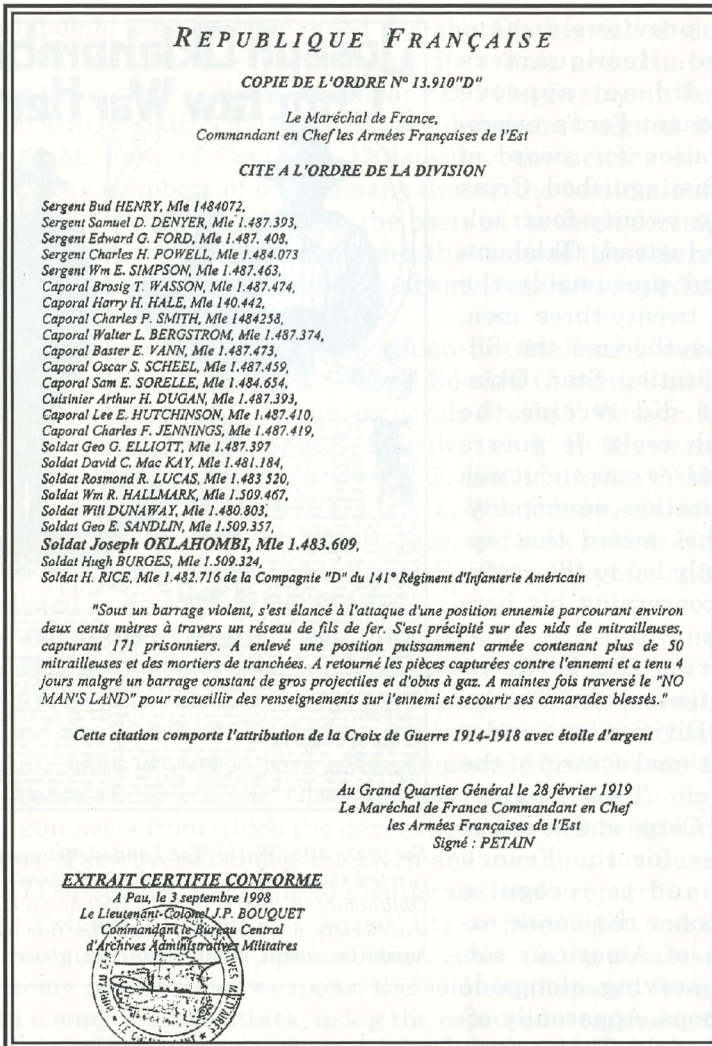 REPUBLIQUE FRANÇAISE
COPIE DE L'ORDRE Nº 13.910"D"
Le Maréchal de France,
Commandant en Chef les Armées Françaises de l'Est
CITE A L'ORDRE DE LA DIVISION
Sergent Bud HENRY, Mle 1484072,
Sergent Samuel D. DENYER, Mle 1.487.393,
Sergent Edward G. FORD, Mle 1.487. 408,
Sergent Charles H. POWELL, Mle 1.484.073
Sergent Wm E. SIMPSON, Mle 1.487.463,
Caporal Brosig T. WASSON, Mle 1.487.474,
Caporal Harry H. HALE, Mle 140.442,
Caporal Charles P. SMITH, Mle 1484258,
Caporal Walter L. BERGSTROM, Mle 1.487.374,
Caporal Baster E. VANN, Mle 1.487.473,
Caporal Oscar S. SCHEEL, Mle 1.487.459,
Caporal Sam E. SORELLE, Mle 1.484.654,
Cuisinier Arthur H. DUGAN, Mle 1.487.393,
Caporal Lee E. HUTCHINSON, Mle 1.487.410,
Caporal Charles F. JENNINGS, Mle 1.487.419,
Soldat Geo G. ELLIOTT, Mle 1.487.397
Soldat David C. Mac KAY, Mle 1.481.184,
Soldat Rosmond R. LUCAS, Mle 1.483 520,
Soldat Wm R. HALLMARK, Mle 1.509.467,
Soldat Will DUNAWAY, Mle 1.480.803,
Soldat Geo E. SANDLIN, Mle 1.509.357,
Soldat Joseph OKLAHOMBI, Mle 1.483.609,
Soldat Hugh BURGES, Mle 1.509.324,
Soldat H. RICE, Mle 1.482.716 de la Compagnie "D" du 141º Régiment d'Infanterie Américain
"Sous un barrage violent, s'est élancé à l'attaque d'une position ennemie parcourant environ
deux cents mètres à travers un réseau de fils de fer. S'est précipité sur des nids de mitrailleuses,
capturant 171 prisonniers. A enlevé une position puissamment armée contenant plus de 50
mitrailleuses et des mortiers de tranchées. A retourné les pièces capturées contre l'ennemi et a tenu 4
jours malgré un barrage constant de gros projectiles et d'obus à gaz. A maintes fois traversé le "NO
MAN'S LAND" pour recueillir des renseignements sur l'ennemi et secourir ses camarades blessés."
Cette citation comporte l'attribution de la Croix de Guerre 1914-1918 avec étoile d'argent
Au Grand Quartier Général le 28 février 1919
Le Maréchal de France Commandant en Chef
les Armées Françaises de l'Est
Signé : PETAIN
EXTRAIT CERTIFIE CONFORME
A Pau, le 3 septembre 1998
Le Lieutenant-Colonel J.P. BOUQUET
Commandant le Bureau Central
d'Archives Administratives Militaires